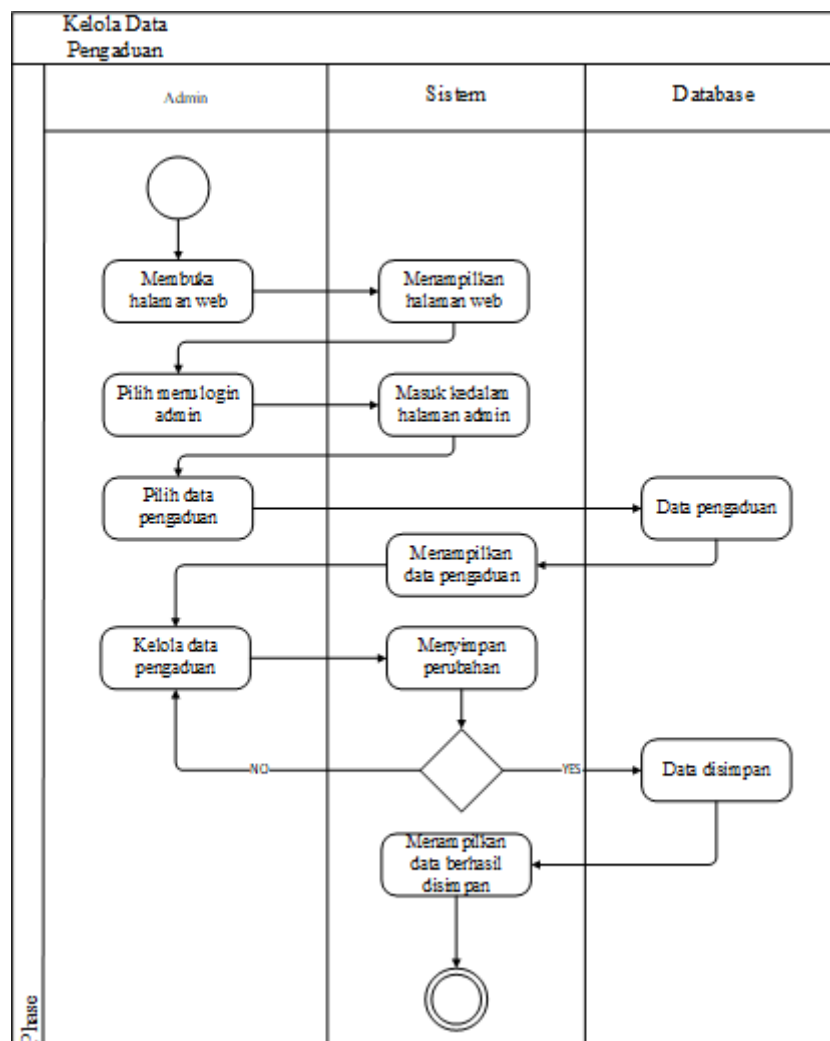 Kelola Data
Pengaduan
Admin
Sistem
Database
Membuka
halaman web
Menampilkan
halaman web
Pilih menu login
admin
Masuk kedalam
halaman admin
Pilih data
pengaduan
Data pengaduan
Menampilkan
data pengaduan
Kelola data
pengaduan
Menyimpan
perubahan
NO
YES
Data disimpan
Menampilkan
data berhasil
disimpan
Phase